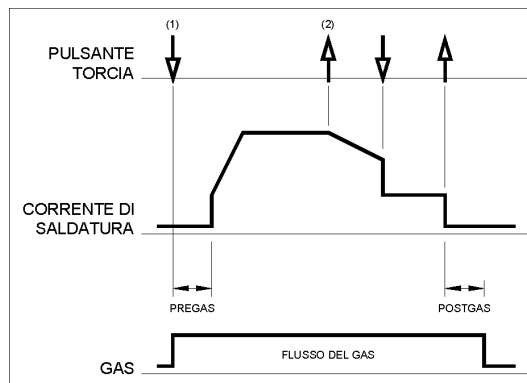 (1)
(2)
PULSANTE
TORCIA
CORRENTE DI
SALDATURA
PREGAS
POSTGAS
FLUSSO DEL GAS
GAS